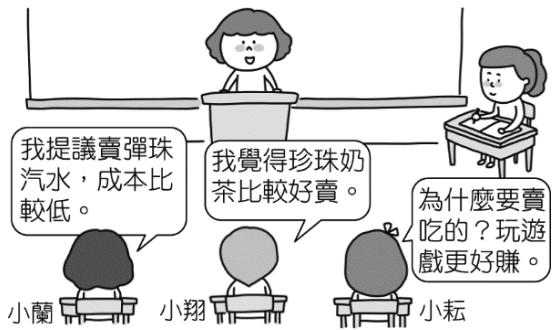 我提議賣彈珠
汽水，成本比
較低。
我覺得珍珠奶
茶比較好賣。
為什麼要賣
吃的？玩遊
戲更好賺。
小蘭
小翔
小耘